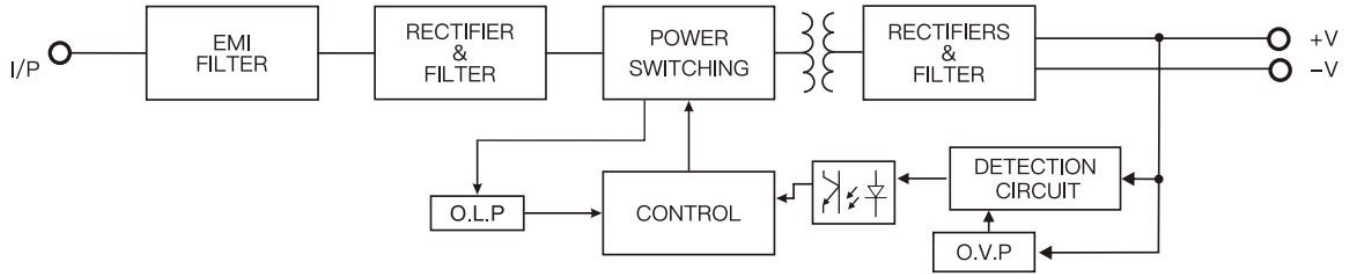 I/P
EMI
FILTER
RECTIFIER
&
FILTER
POWER
SWITCHING
RECTIFIERS
&
FILTER
+V
−V
O.L.P
CONTROL
DETECTION
CIRCUIT
O.V.P